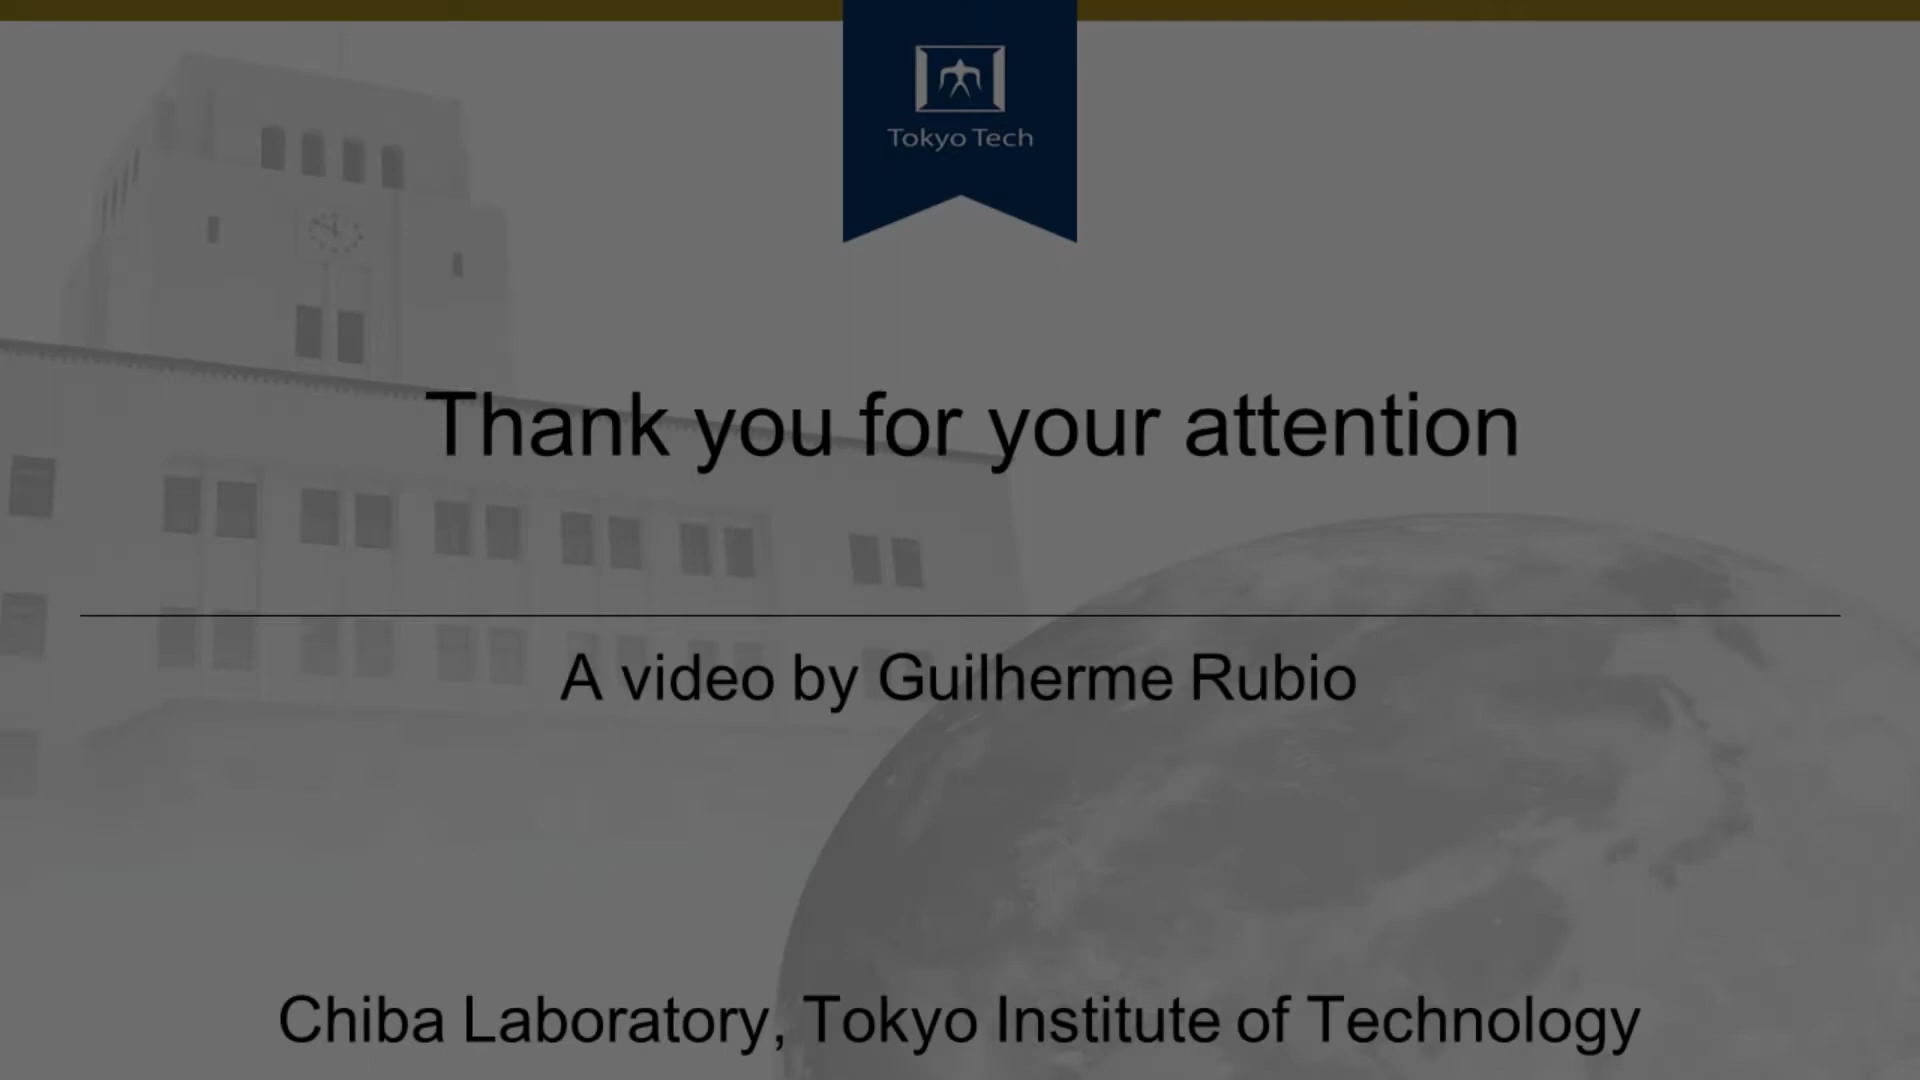 Tokyo Tech
Thank you for your attention
A video by Guilherme Rubio
Chiba Laboratory, Tokyo Institute of Technology